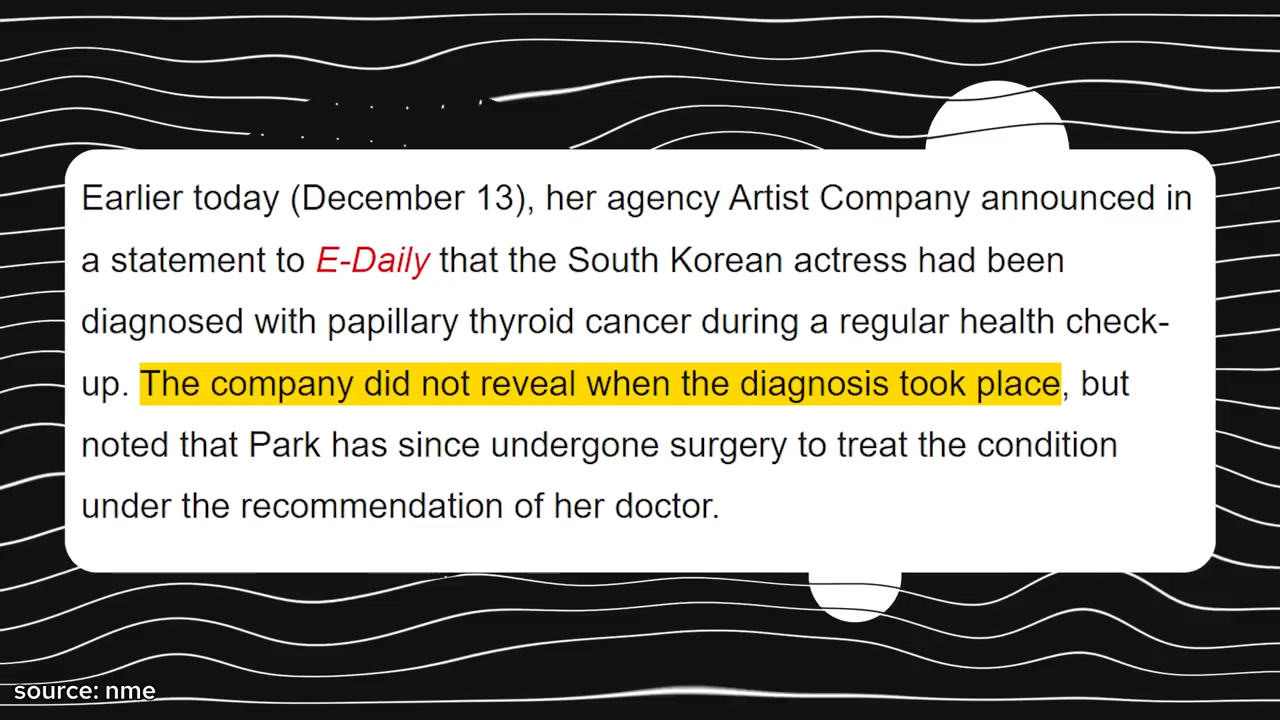 Earlier today (December 13), her agency Artist Company announced in
a statement to E-Daily that the South Korean actress had been
diagnosed with papillary thyroid cancer during a regular health check-
up. The company did not reveal when the diagnosis took place, but
noted that Park has since undergone surgery to treat the condition
under the recommendation of her doctor.
source: nme